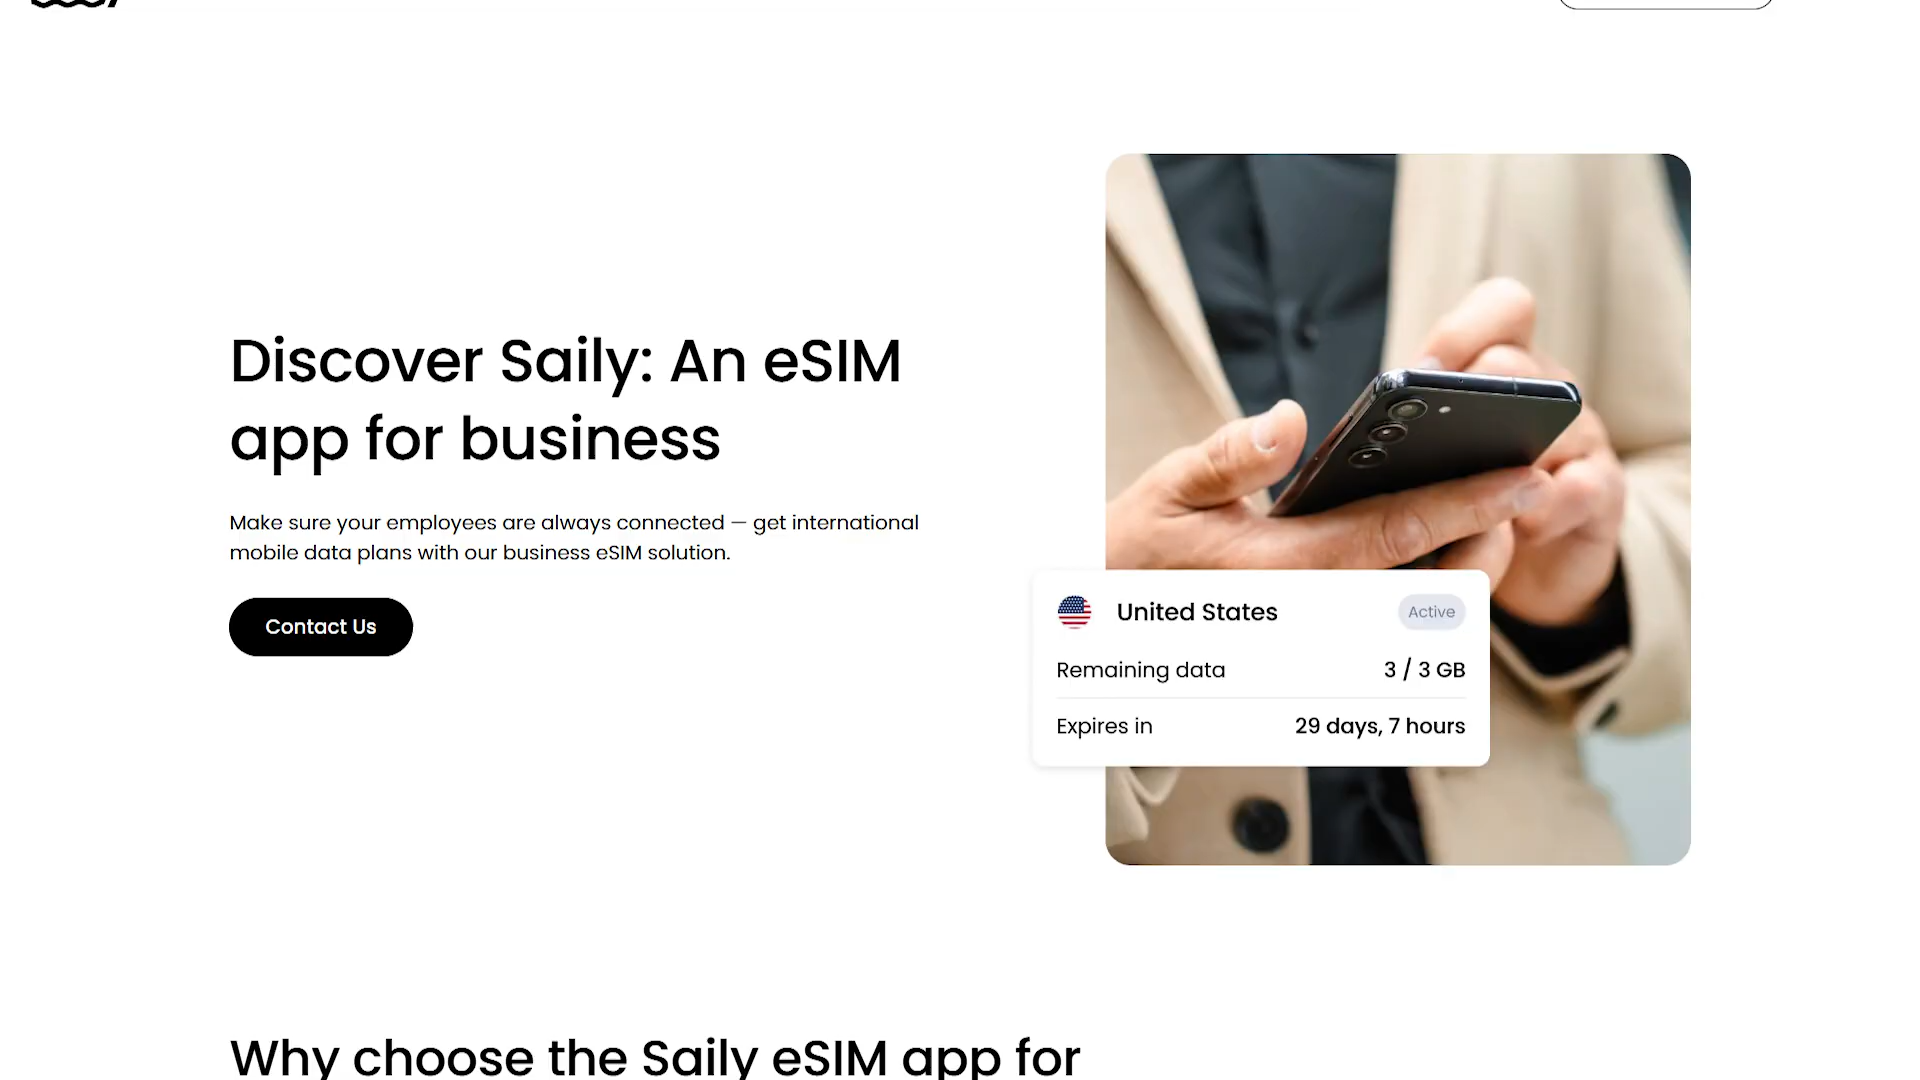 Discover Saily: An eSIM
app for business
Make sure your employees are always connected — get international
mobile data plans with our business eSIM solution.
Contact Us
United States
Active
Remaining data
3 / 3 GB
Expires in
29 days, 7 hours
Why choose the Saily eSIM app for